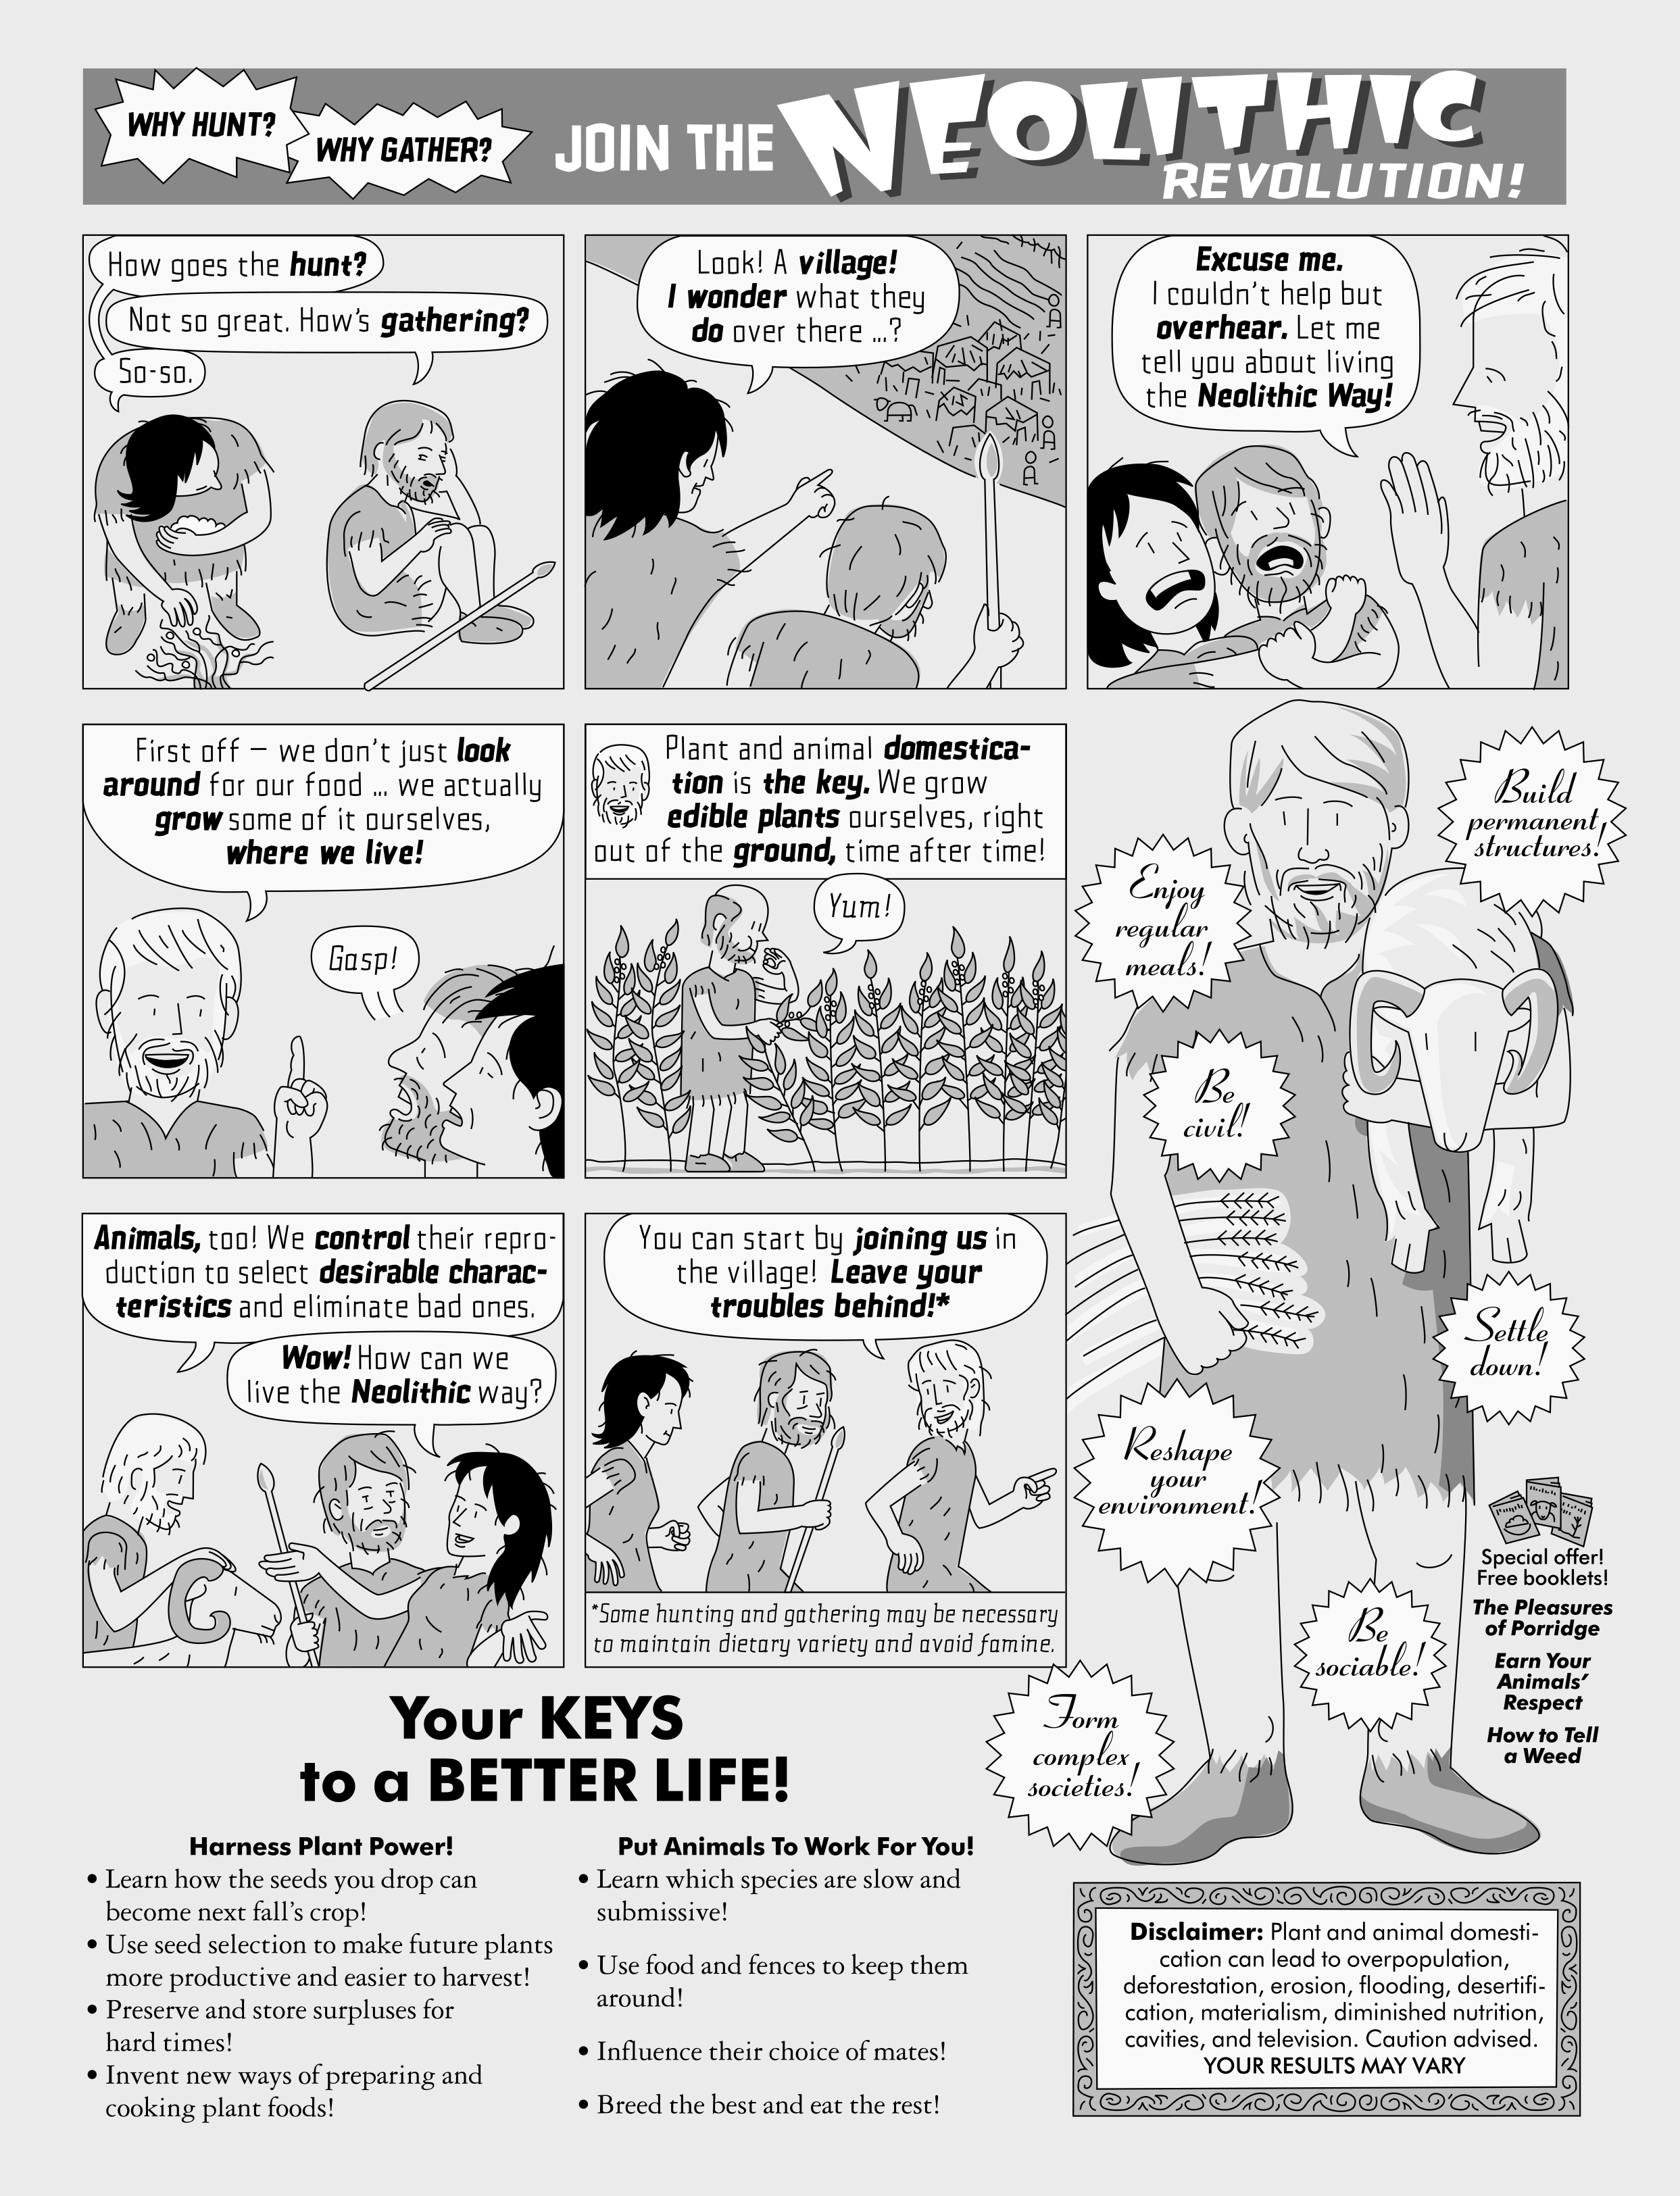 WHY HUNT?
WHY GATHER?
JOIN THE NEOLITHIC
REVOLUTION!
How goes the hunt?
Not so great. How's gathering?
So-so.
Look! A village!
I wonder what they
do over there ...?
Excuse me.
I couldn't help but
overhear. Let me
tell you about living
the Neolithic Way!
First off – we don't just look
around for our food ... we actually
grow some of it ourselves,
where we live!
Gasp!
Plant and animal domestica-
tion is the key. We grow
edible plants ourselves, right
out of the ground, time after time!
Yum!
Animals, too! We control their repro-
duction to select desirable charac-
teristics and eliminate bad ones.
Wow! How can we
live the Neolithic way?
You can start by joining us in
the village! Leave your
troubles behind!*
*Some hunting and gathering may be necessary
to maintain dietary variety and avoid famine.
Build
permanent
structures!
Enjoy
regular
meals!
Be
civil!
Settle
down!
Reshape
your
environment!
Be
sociable!
Form
complex
societies!
Special offer!
Free booklets!
The Pleasures
of Porridge
Earn Your
Animals'
Respect
How to Tell
a Weed
Your KEYS
to a BETTER LIFE!
Harness Plant Power!
• Learn how the seeds you drop can
become next fall's crop!
• Use seed selection to make future plants
more productive and easier to harvest!
• Preserve and store surpluses for
hard times!
• Invent new ways of preparing and
cooking plant foods!
Put Animals To Work For You!
• Learn which species are slow and
submissive!
• Use food and fences to keep them
around!
• Influence their choice of mates!
• Breed the best and eat the rest!
Disclaimer: Plant and animal domesti-
cation can lead to overpopulation,
deforestation, erosion, flooding, desertifi-
cation, materialism, diminished nutrition,
cavities, and television. Caution advised.
YOUR RESULTS MAY VARY